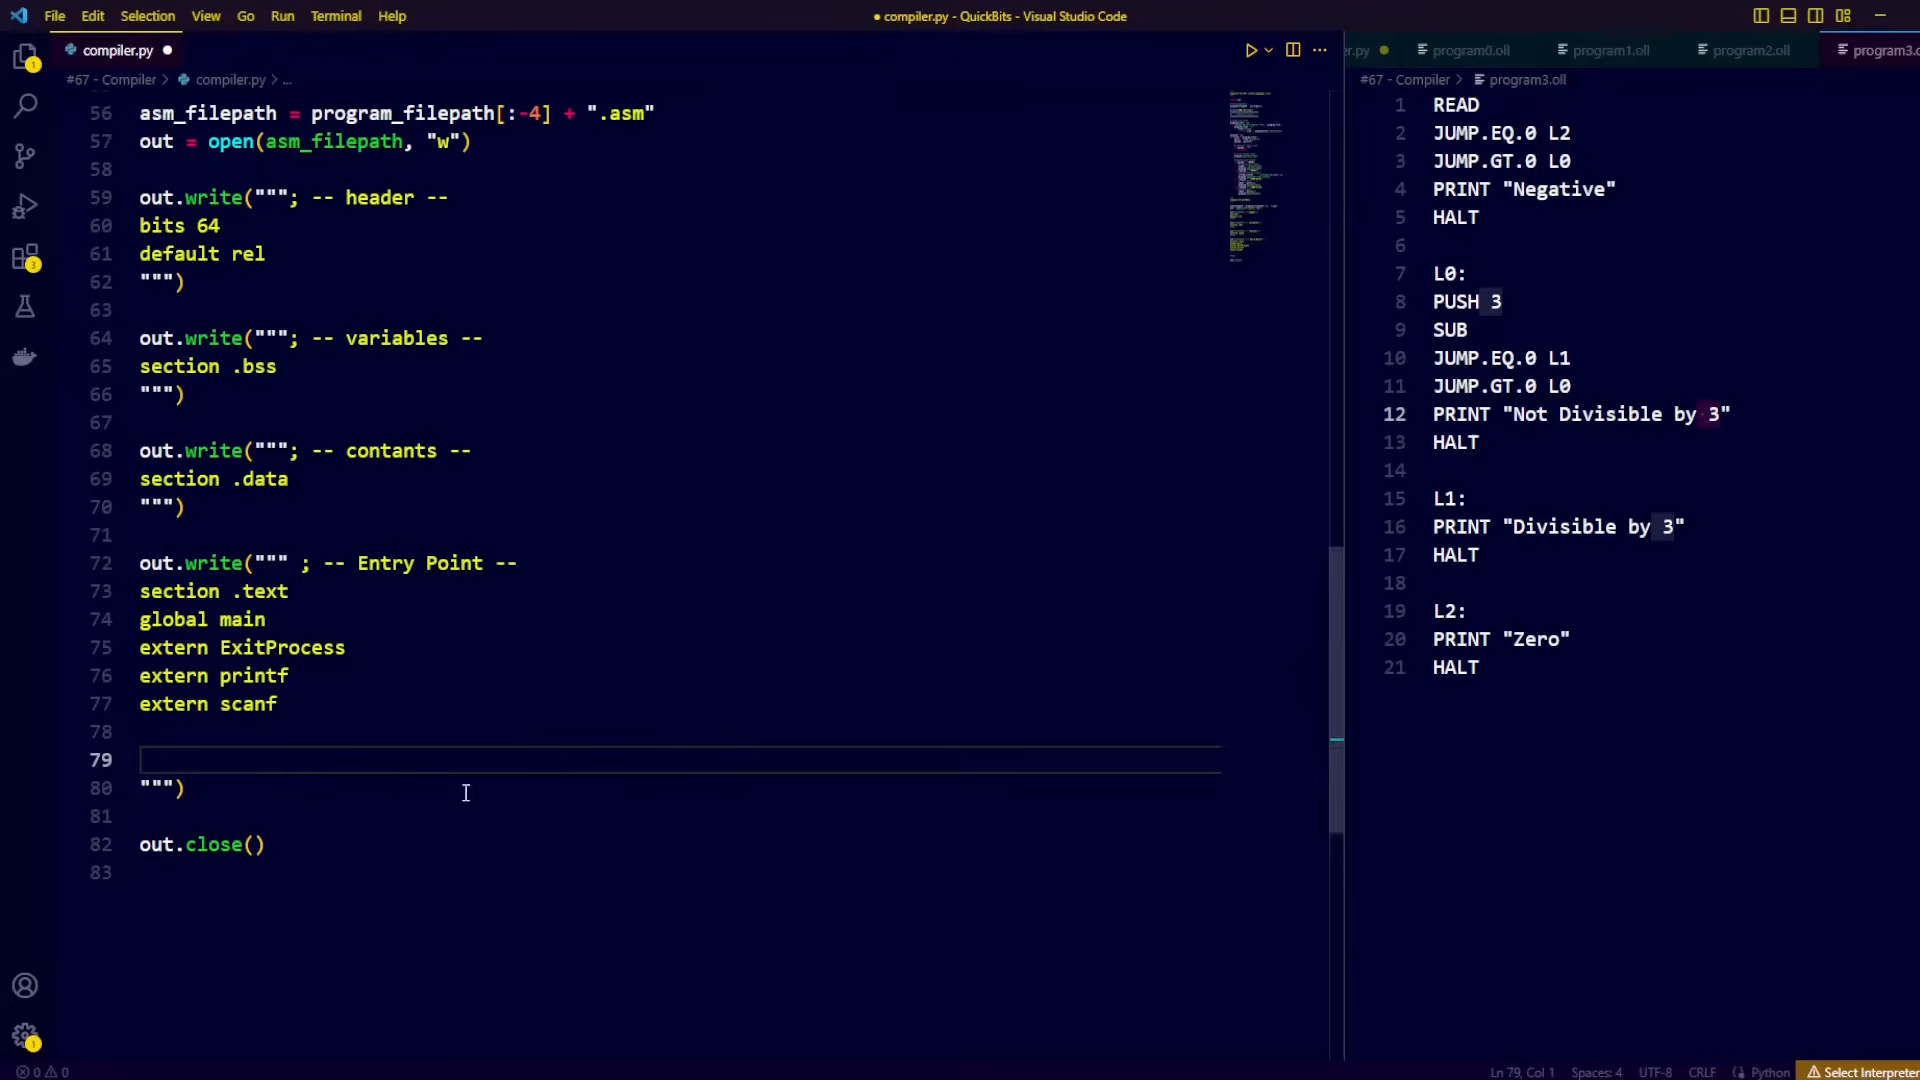 File Edit Selection View Go Run Terminal Help
● compiler.py - QuickBits - Visual Studio Code
compiler.py ●
#67 - Compiler > compiler.py > ...
56 asm_filepath = program_filepath[:-4] + ".asm"
57 out = open(asm_filepath, "w")
58
59 out.write("""; -- header --
60 bits 64
61 default rel
62 """)
63
64 out.write("""; -- variables --
65 section .bss
66 """)
67
68 out.write("""; -- contants --
69 section .data
70 """)
71
72 out.write(""" ; -- Entry Point --
73 section .text
74 global main
75 extern ExitProcess
76 extern printf
77 extern scanf
78
79
80 """)
81
82 out.close()
83
program0.oll program1.oll program2.oll
#67 - Compiler > program3.oll
1 READ
2 JUMP.EQ.0 L2
3 JUMP.GT.0 L0
4 PRINT "Negative"
5 HALT
6
7 L0:
8 PUSH 3
9 SUB
10 JUMP.EQ.0 L1
11 JUMP.GT.0 L0
12 PRINT "Not Divisible by 3"
13 HALT
14
15 L1:
16 PRINT "Divisible by 3"
17 HALT
18
19 L2:
20 PRINT "Zero"
21 HALT
1
3
1
0 0
Ln 79, Col 1 Spaces: 4 UTF-8 CRLF Python Select Interpreter